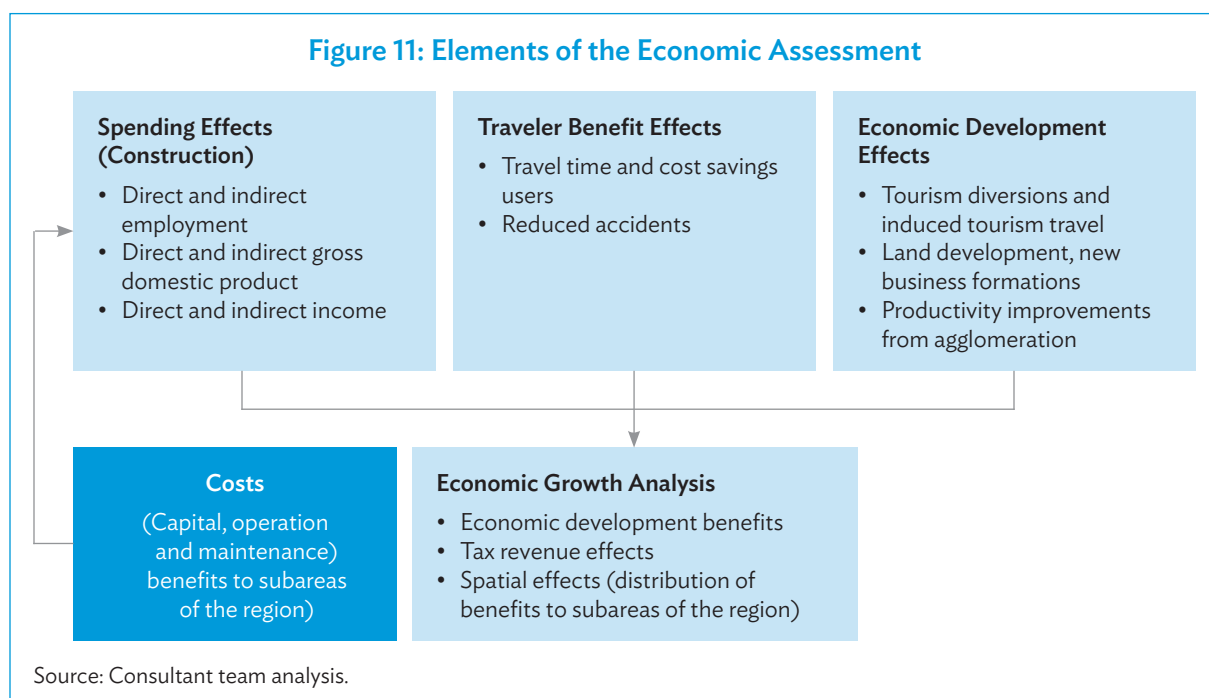 Figure 11: Elements of the Economic Assessment
Spending Effects
(Construction)
• Direct and indirect
employment
• Direct and indirect gross
domestic product
• Direct and indirect income
Traveler Benefit Effects
• Travel time and cost savings
users
• Reduced accidents
Economic Development
Effects
• Tourism diversions and
induced tourism travel
• Land development, new
business formations
• Productivity improvements
from agglomeration
Costs
(Capital, operation
and maintenance)
benefits to subareas
of the region)
Economic Growth Analysis
• Economic development benefits
• Tax revenue effects
• Spatial effects (distribution of
benefits to subareas of the region)
Source: Consultant team analysis.